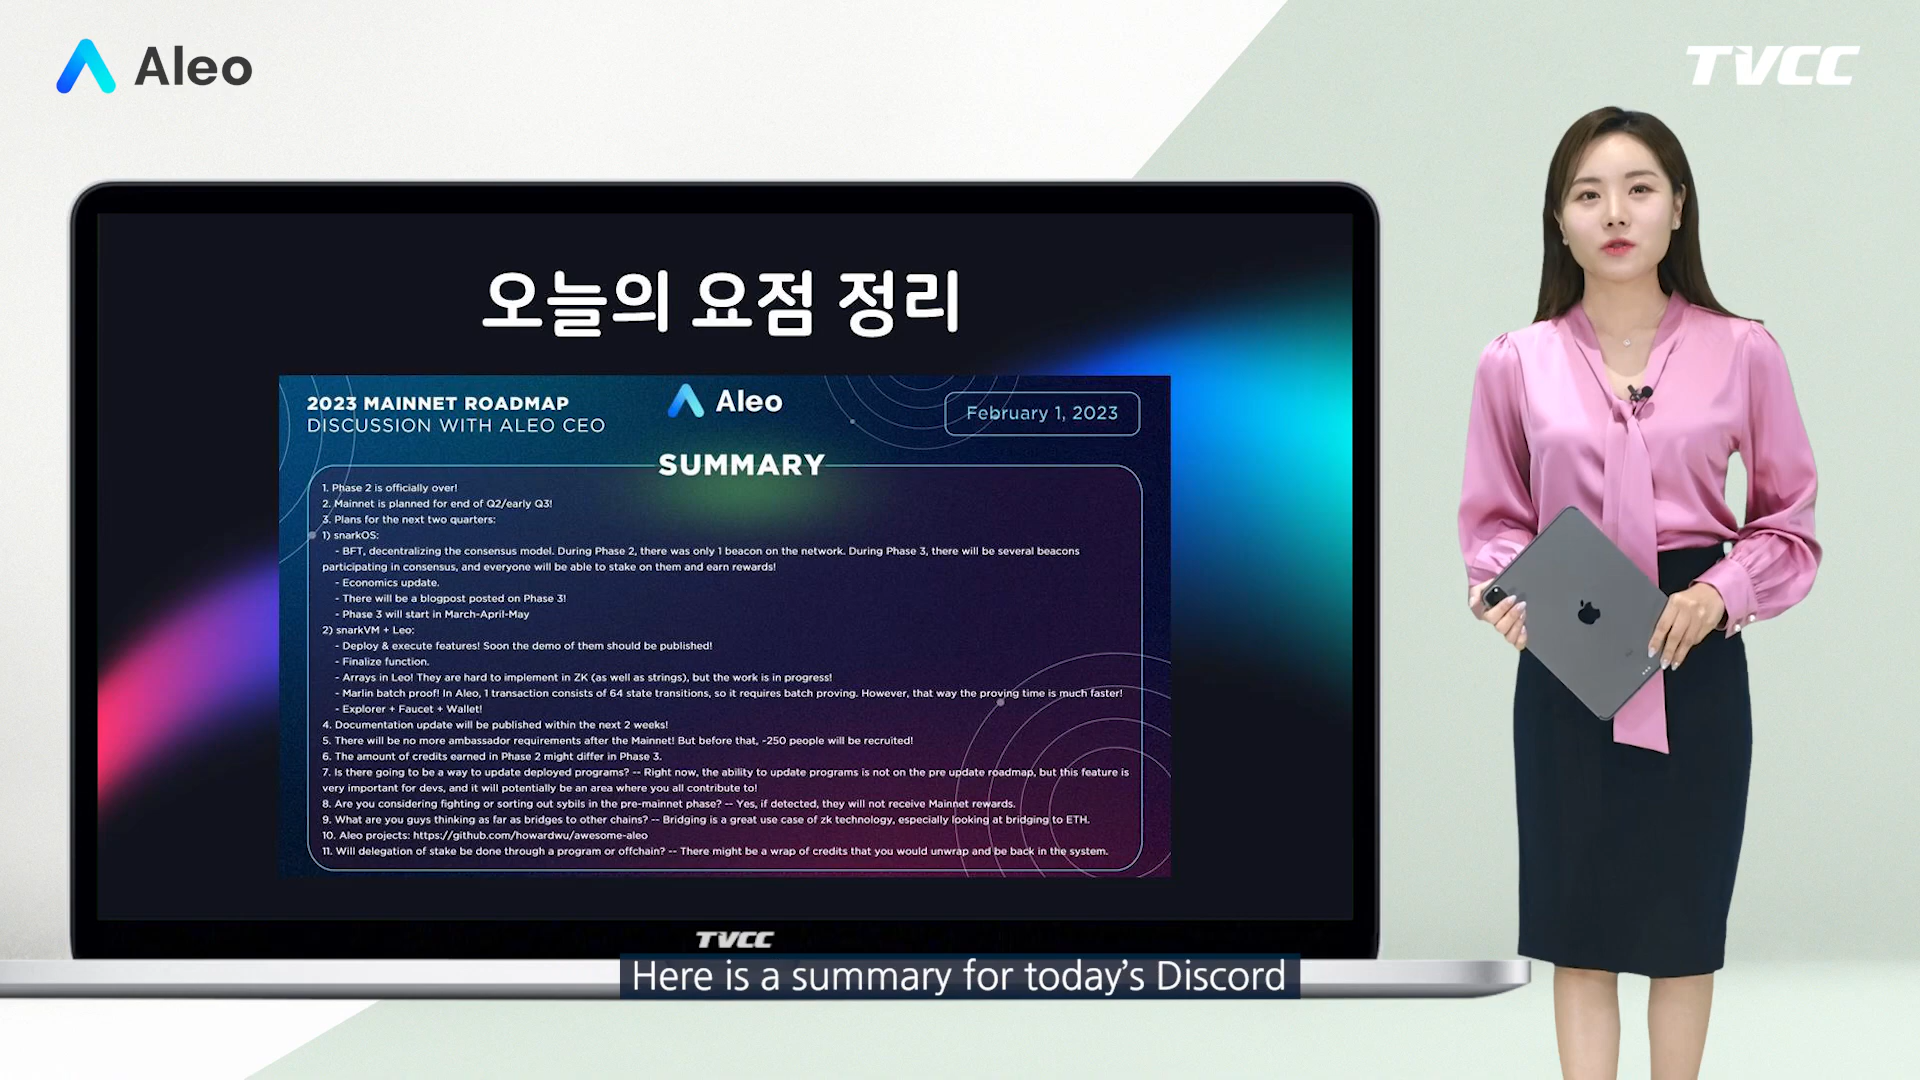 Aleo
TVCC
오늘의 요점 정리
2023 MAINNET ROADMAP
DISCUSSION WITH ALEO CEO
Aleo
February 1, 2023
SUMMARY
1. Phase 2 is officially over!
2. Mainnet is planned for end of Q2/early Q3!
3. Plans for the next two quarters:
1) snarkOS:
- BFT, decentralizing the consensus model. During Phase 2, there was only 1 beacon on the network. During Phase 3, there will be several beacons
participating in consensus, and everyone will be able to stake on them and earn rewards!
- Economics update.
- There will be a blogpost posted on Phase 3!
- Phase 3 will start in March-April-May
2) snarkVM + Leo:
- Deploy & execute features! Soon the demo of them should be published!
- Finalize function.
- Arrays in Leo! They are hard to implement in ZK (as well as strings), but the work is in progress!
- Marlin batch proof! In Aleo, 1 transaction consists of 64 state transitions, so it requires batch proving. However, that way the proving time is much faster!
- Explorer + Faucet + Wallet!
4. Documentation update will be published within the next 2 weeks!
5. There will be no more ambassador requirements after the Mainnet! But before that, ~250 people will be recruited!
6. The amount of credits earned in Phase 2 might differ in Phase 3.
7. Is there going to be a way to update deployed programs? -- Right now, the ability to update programs is not on the pre update roadmap, but this feature is
very important for devs, and it will potentially be an area where you all contribute to!
8. Are you considering fighting or sorting out sybils in the pre-mainnet phase? -- Yes, if detected, they will not receive Mainnet rewards.
9. What are you guys thinking as far as bridges to other chains? -- Bridging is a great use case of zk technology, especially looking at bridging to ETH.
10. Aleo projects: https://github.com/howardwu/awesome-aleo
11. Will delegation of stake be done through a program or offchain? -- There might be a wrap of credits that you would unwrap and be back in the system.
TVCC
Here is a summary for today's Discord